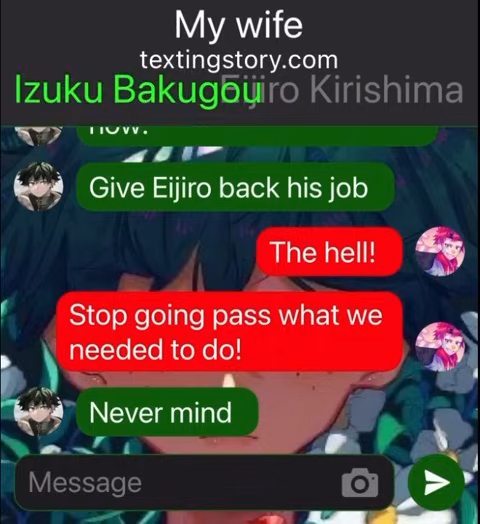 My wife
textingstory.com
Izuku Bakugou Eijiro Kirishima
now.
Give Eijiro back his job
The hell!
Stop going pass what we
needed to do!
Never mind
Message